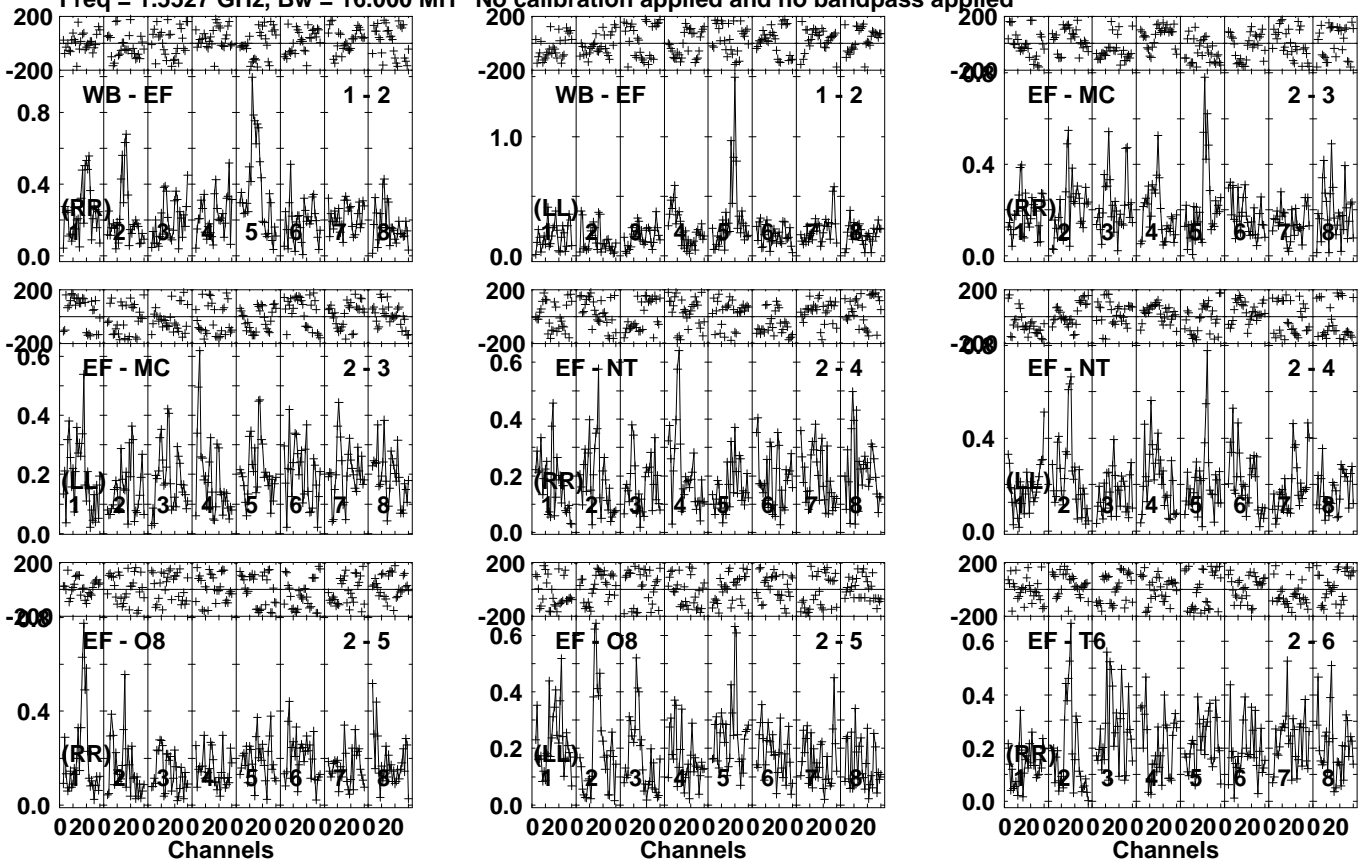 Freq = 1.5527 GHz, Bw = 16.000 MH No calibration applied and no bandpass applied
200 200 200
-200 -200 -200
0.8
WB - EF 1 - 2 WB - EF 1 - 2 EF - MC 2 - 3
0.8 1.0
0.4 0.4
(RR) (LL) (RR)
1 2 3 4 5 6 7 8 1 2 3 4 5 6 7 8 1 2 3 4 5 6 7 8
0.0 0.0 0.0
200 200 200
-200 -200 -200
0.8
0.6 EF - MC 2 - 3 0.6 EF - NT 2 - 4 EF - NT 2 - 4
0.4 0.4 0.4
0.2 0.2
(LL) (RR) (LL)
1 2 3 4 5 6 7 8 1 2 3 4 5 6 7 8 1 2 3 4 5 6 7 8
0.0 0.0 0.0
200 200 200
-200 -200 -200
0.8
EF - O8 2 - 5 0.6 EF - O8 2 - 5 0.6 EF - T6 2 - 6
0.4 0.4 0.4
0.2 0.2
(RR) (LL) (RR)
1 2 3 4 5 6 7 8 1 2 3 4 5 6 7 8 1 2 3 4 5 6 7 8
0.0 0.0 0.0
0 20 0 20 0 20 0 20 0 20 0 20 0 20 0 20 0 20 0 20 0 20 0 20 0 20 0 20 0 20 0 20 0 20 0 20 0 20 0 20 0 20 0 20 0 20 0 20
Channels Channels Channels